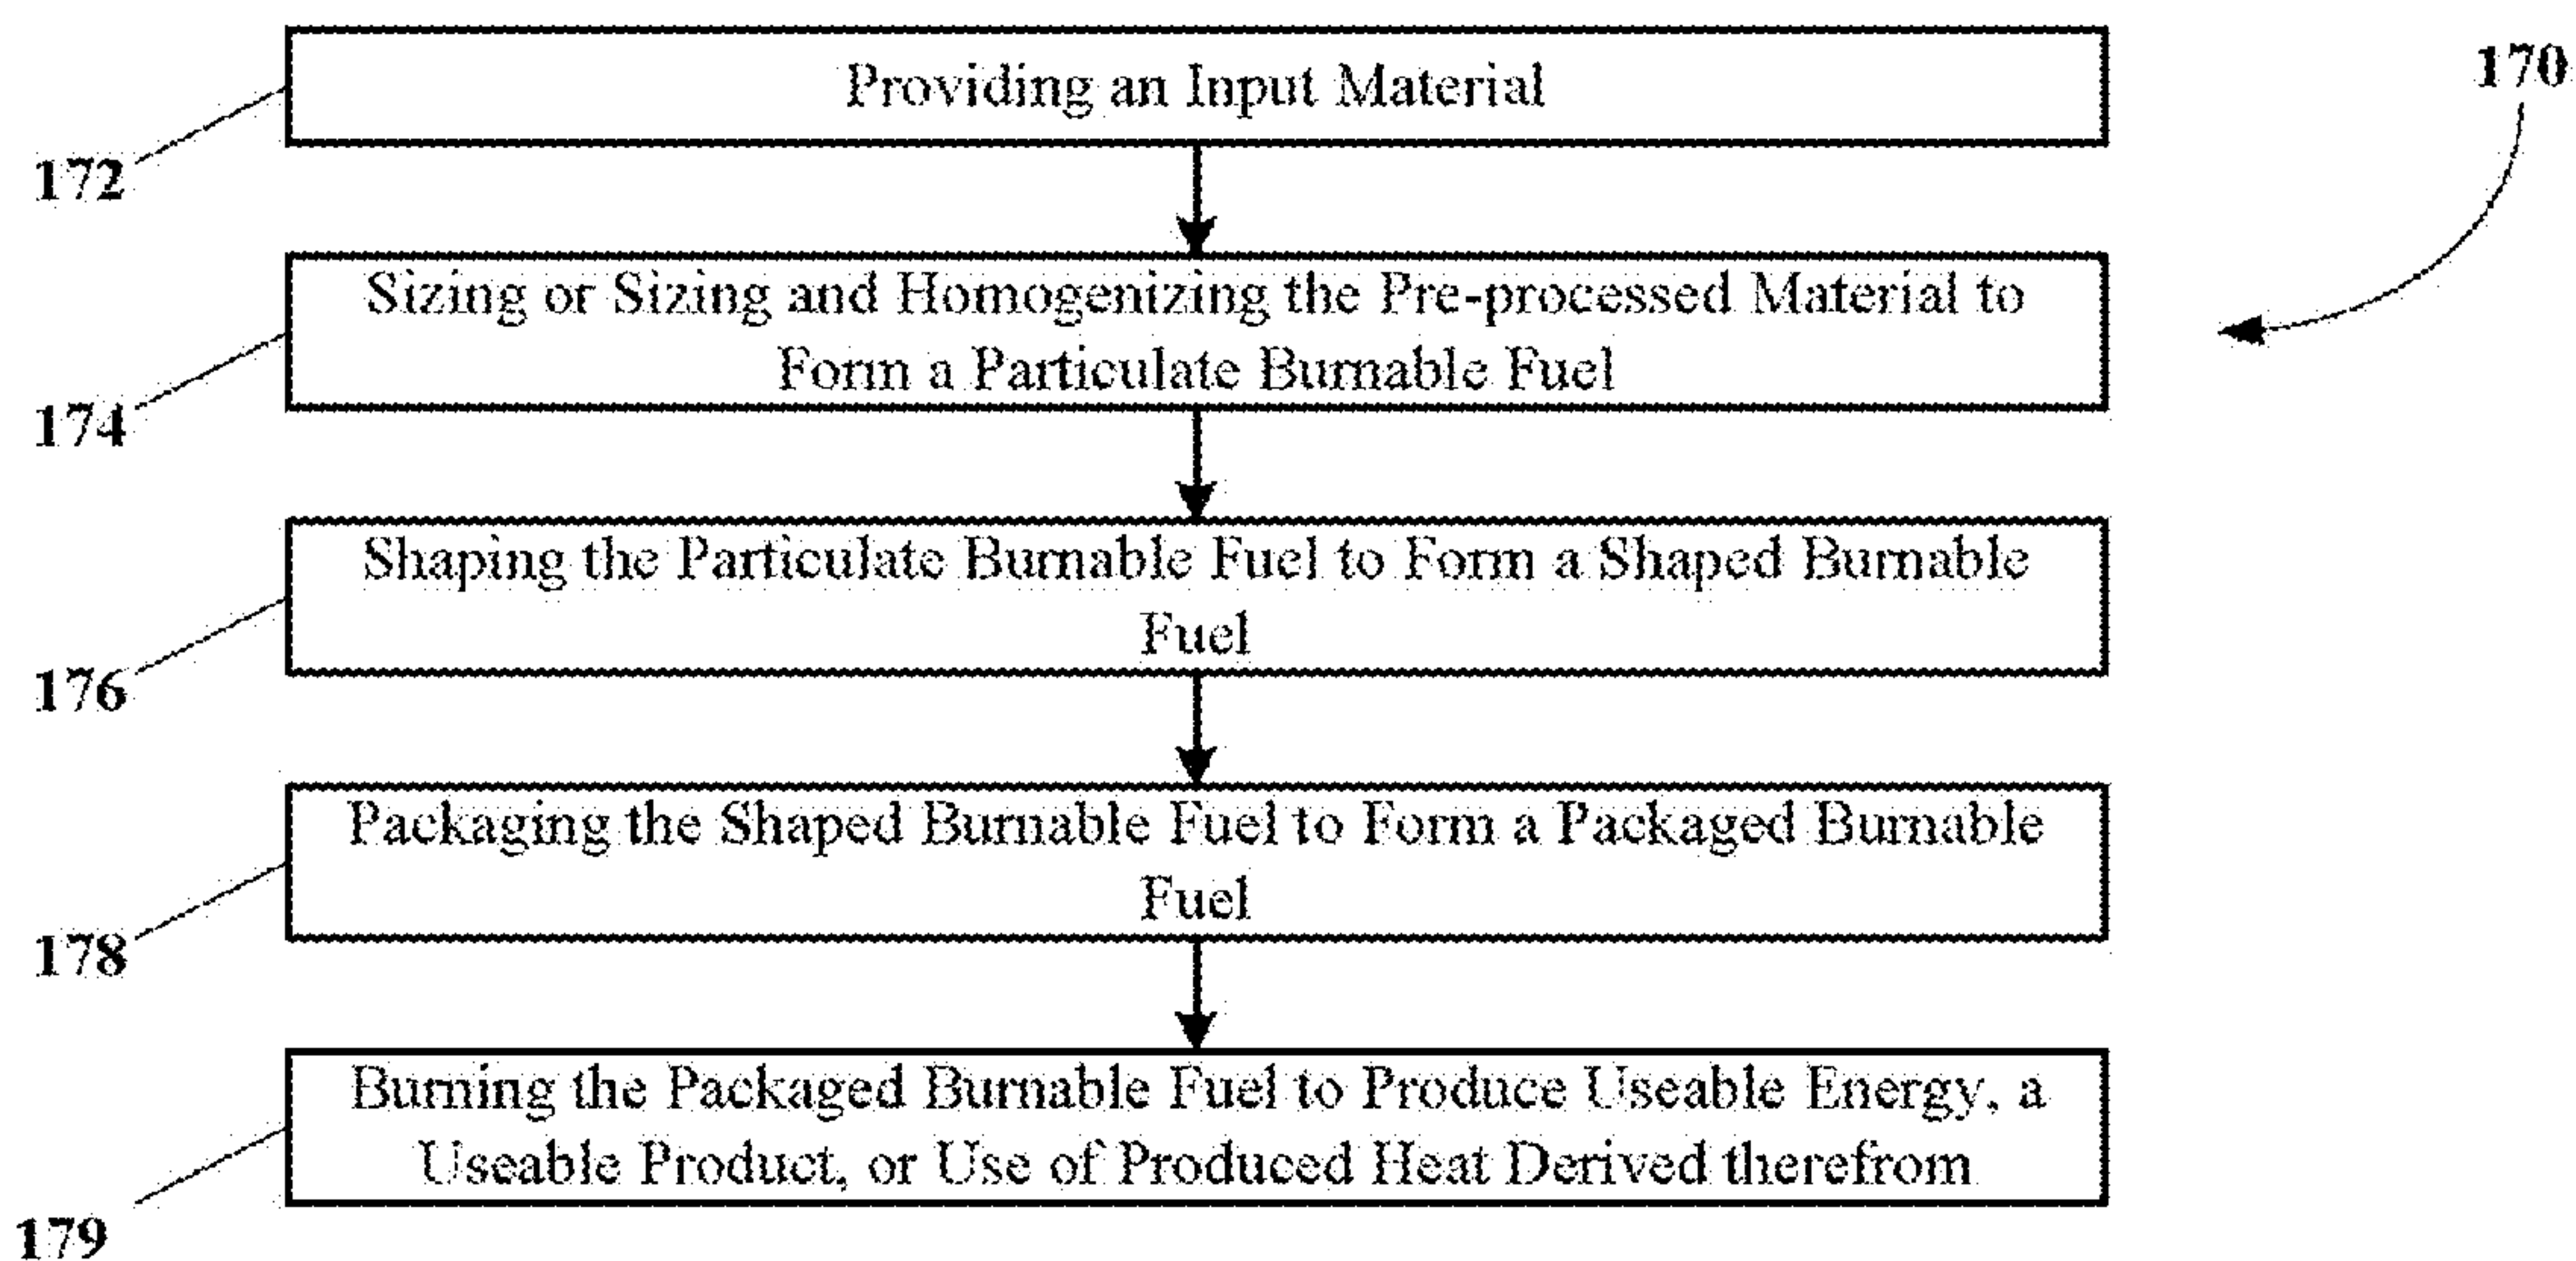 Providing an Input Material
170
172
Sizing or Sizing and Homogenizing the Pre-processed Material to
Form a Particulate Burnable Fuel
174
Shaping the Particulate Burnable Fuel to Form a Shaped Burnable
Fuel
176
Packaging the Shaped Burnable Fuel to Form a Packaged Burnable
Fuel
178
Burning the Packaged Burnable Fuel to Produce Useable Energy, a
Useable Product, or Use of Produced Heat Derived therefrom
179